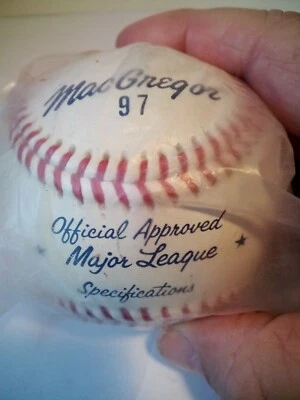 MacGregor
97
Official Approved
Major League
Specifications